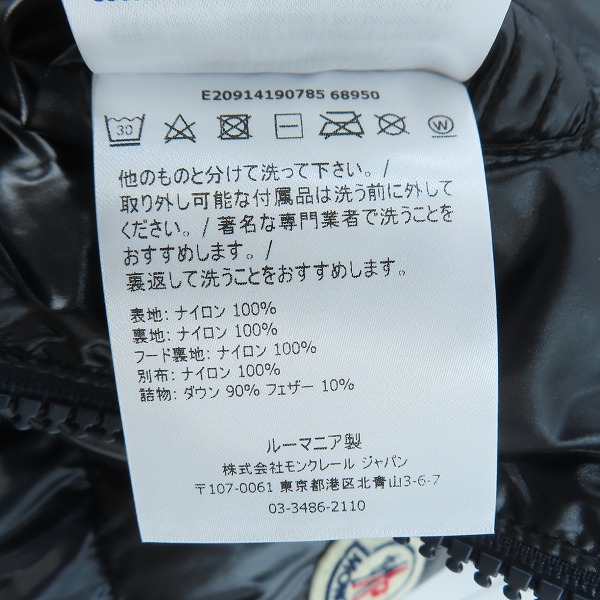 E20914190785 68950
30
W
他のものと分けて洗って下さい。/
取り外し可能な付属品は洗う前に外して
ください。/ 著名な専門業者で洗うことを
おすすめします。/
裏返して洗うことをおすすめします。
表地: ナイロン 100%
裏地: ナイロン 100%
フード裏地: ナイロン 100%
別布: ナイロン 100%
詰物: ダウン 90% フェザー 10%
ルーマニア製
株式会社モンクレール ジャパン
〒107-0061 東京都港区北青山3-6-7
03-3486-2110